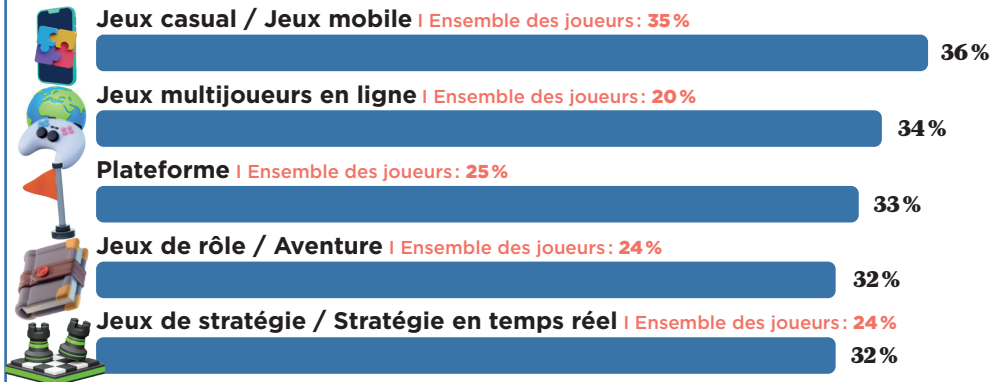 Jeux casual / Jeux mobile I Ensemble des joueurs : 35 %
36 %
Jeux multijoueurs en ligne I Ensemble des joueurs : 20 %
34 %
Plateforme I Ensemble des joueurs : 25 %
33 %
Jeux de rôle / Aventure I Ensemble des joueurs : 24 %
32 %
Jeux de stratégie / Stratégie en temps réel I Ensemble des joueurs : 24 %
32 %